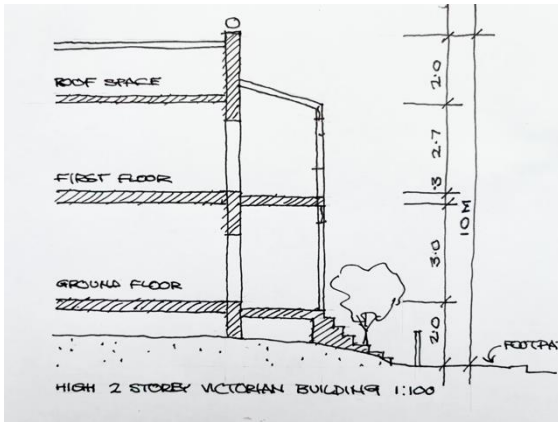 ROOF SPACE
FIRST FLOOR
GROUND FLOOR
2.0
2.7
.3
3.0
2.0
10M
FOOTPA
HIGH 2 STOREY VICTORIAN BUILDING 1:100